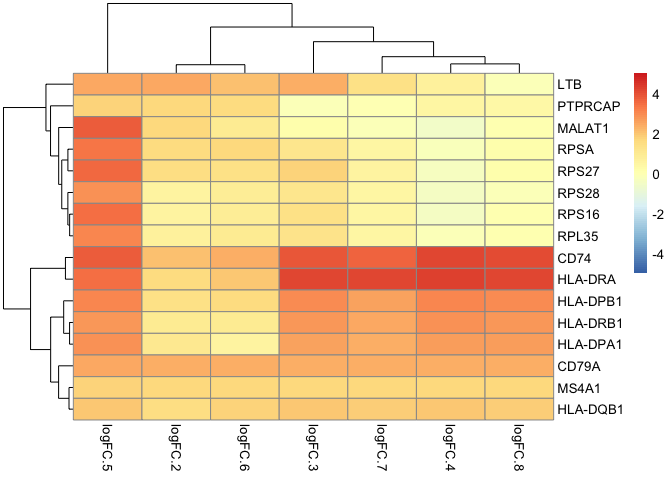 LTB
PTPRCAP
MALAT1
RPSA
RPS27
RPS28
RPS16
RPL35
CD74
HLA-DRA
HLA-DPB1
HLA-DRB1
HLA-DPA1
CD79A
MS4A1
HLA-DQB1
logFC.5
logFC.2
logFC.6
logFC.3
logFC.7
logFC.4
logFC.8
4
2
0
-2
-4